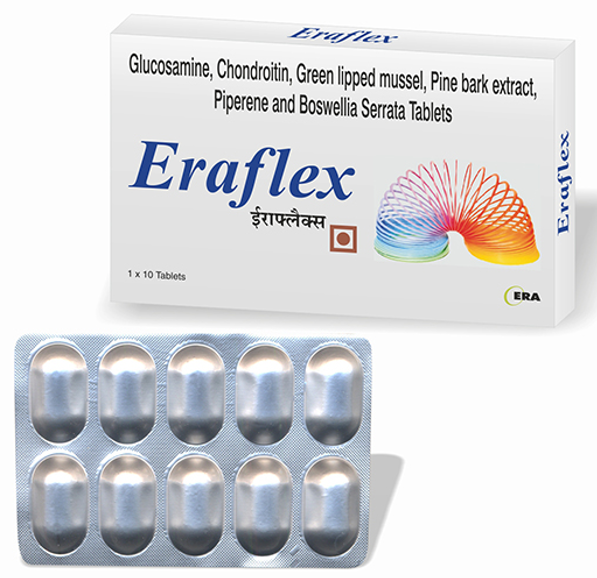 Eraflex
Glucosamine, Chondroitin, Green lipped mussel, Pine bark extract,
Piperene and Boswellia Serrata Tablets
Eraflex
ईराफ्लैक्स
1 x 10 Tablets
ERA
Eraflex